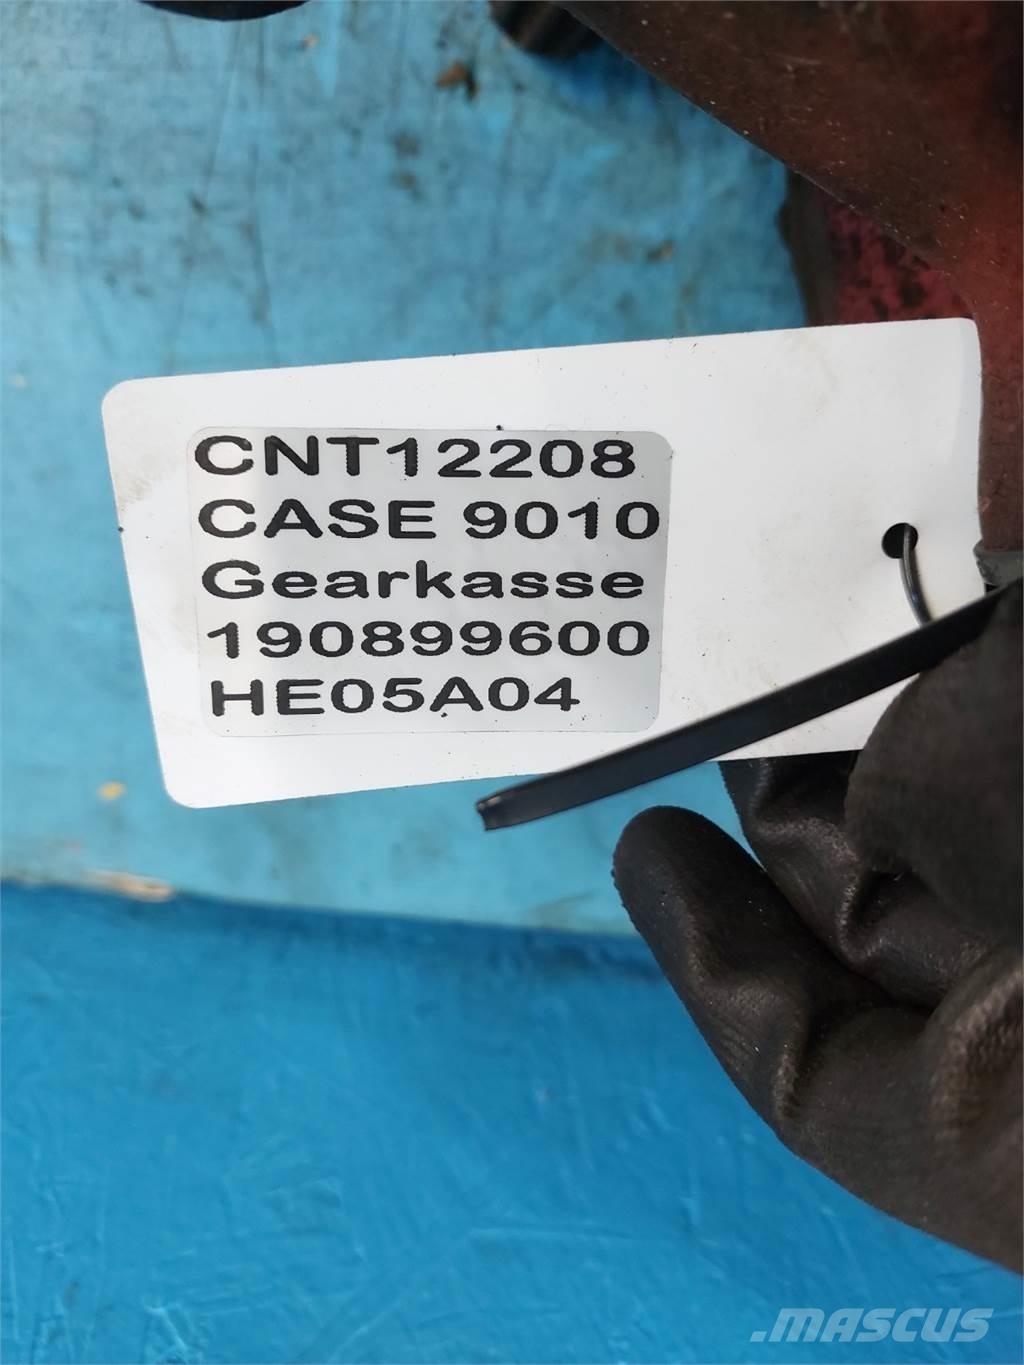 CNT12208
CASE 9010
Gearkasse
190899600
HE05A04
.MASCUS